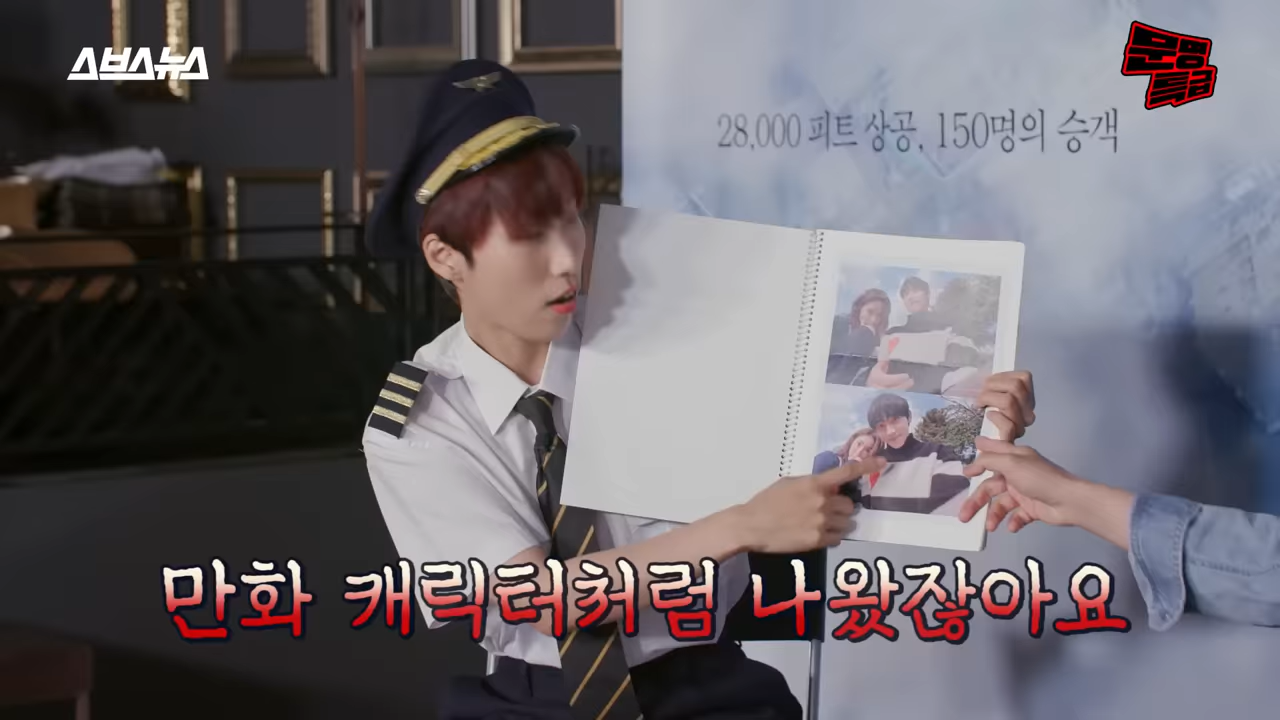 스브스뉴스
문명
특급
28,000 피트 상공, 150명의 승객
만화 캐릭터처럼 나왔잖아요